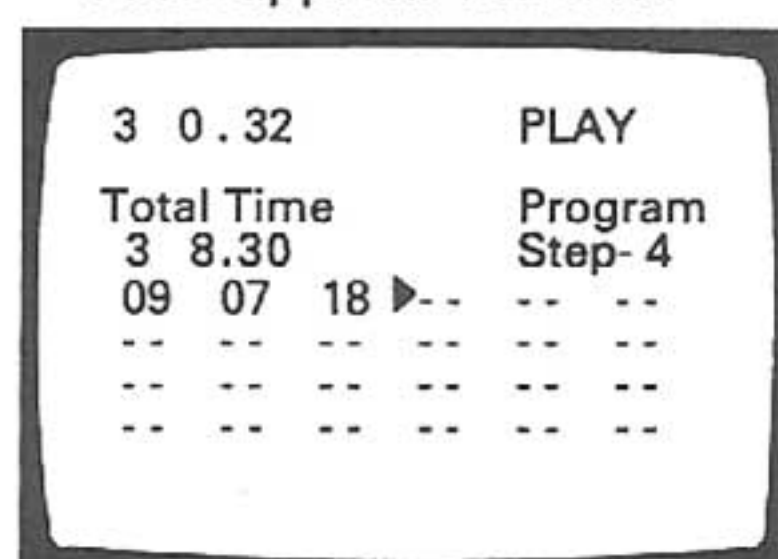 3 0.32 PLAY
Total Time Program
3 8.30 Step-4
09 07 18 ▶-- -- --
-- -- -- -- -- --
-- -- -- -- -- --
-- -- -- -- -- --